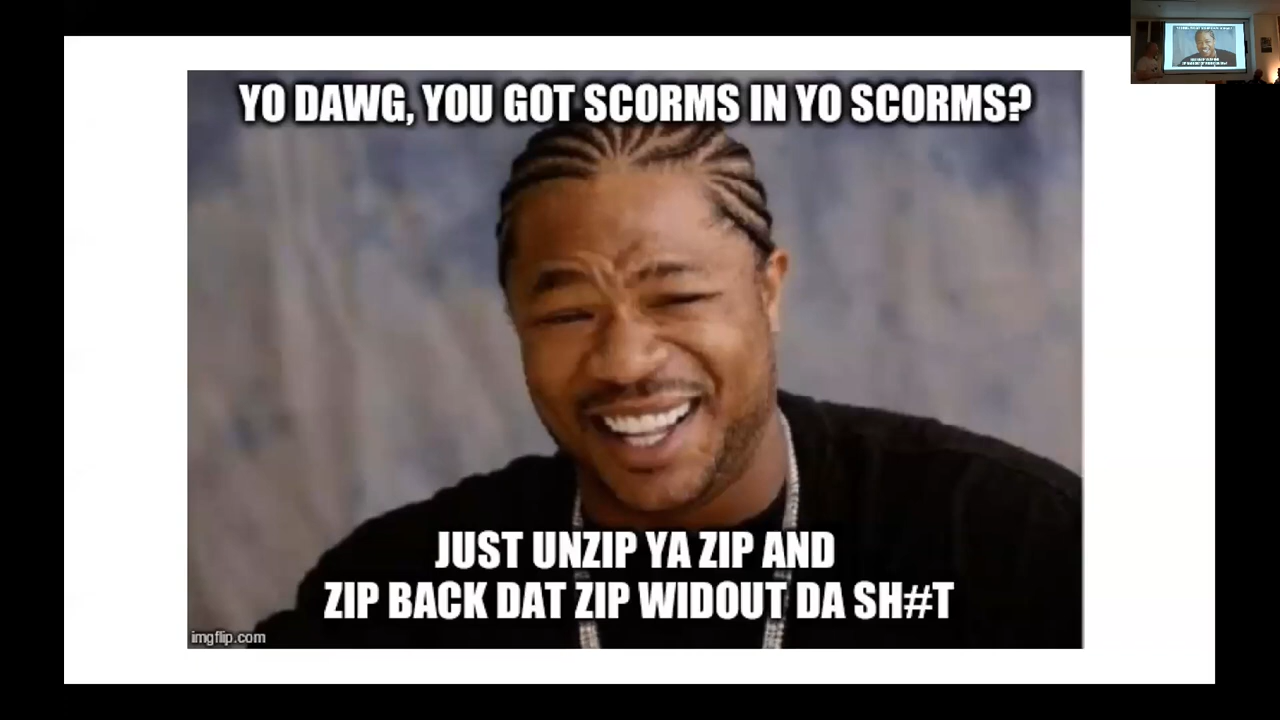 YO DAWG, YOU GOT SCORMS IN YO SCORMS?
JUST UNZIP YA ZIP AND
ZIP BACK DAT ZIP WIDOUT DA SH#T
imgflip.com